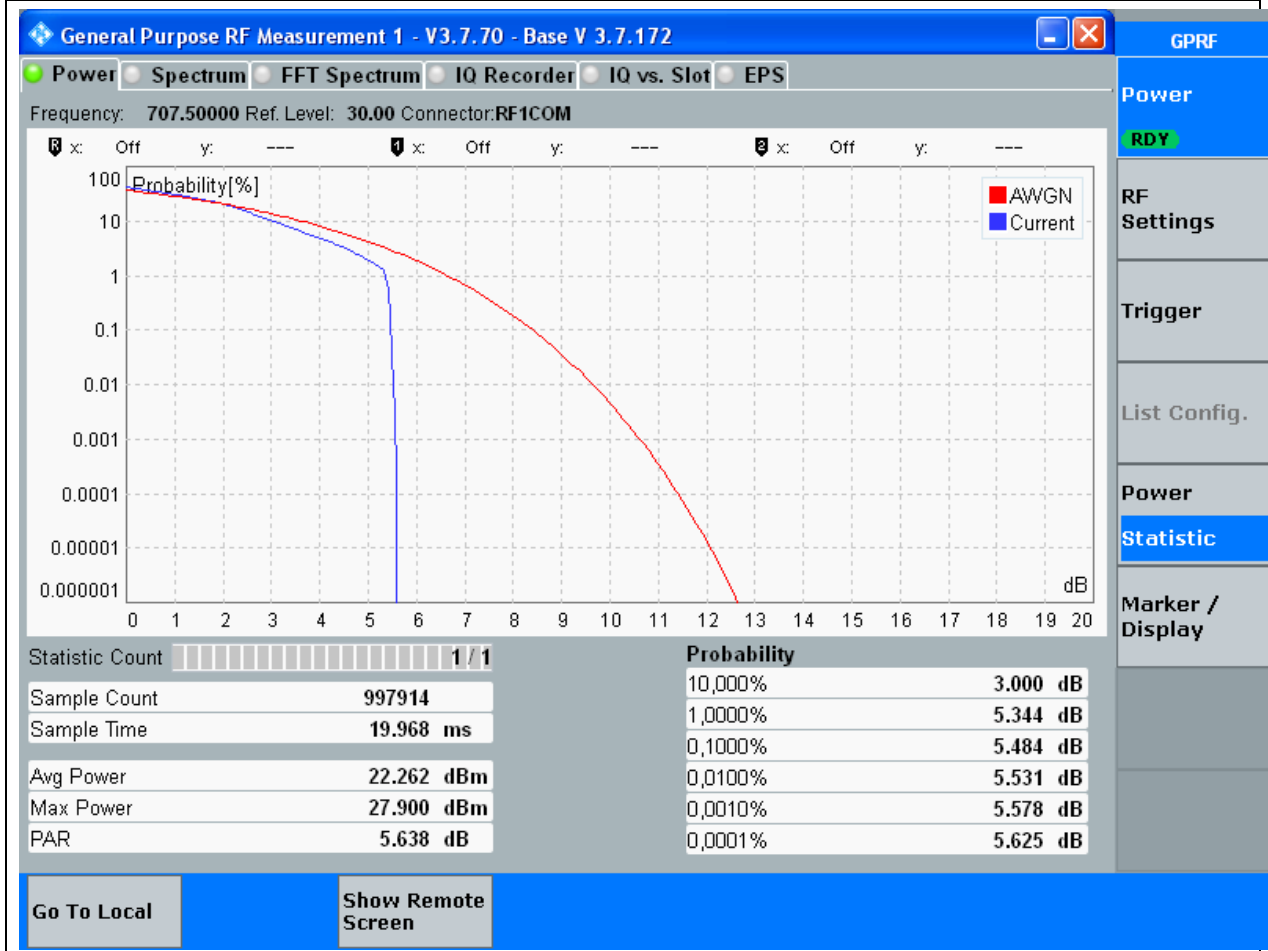 General Purpose RF Measurement 1 - V3.7.70 - Base V 3.7.172
GPRF
Power Spectrum FFT Spectrum IQ Recorder IQ vs. Slot EPS
Frequency: 707.50000 Ref. Level: 30.00 Connector:RF1COM
R x: Off y: --- 1 x: Off y: --- 2 x: Off y: ---
Probability[%]
AWGN
Current
100
10
1
0.1
0.01
0.001
0.0001
0.00001
0.000001
dB
0 1 2 3 4 5 6 7 8 9 10 11 12 13 14 15 16 17 18 19 20
Statistic Count 1 / 1
Sample Count 997914
Sample Time 19.968 ms
Avg Power 22.262 dBm
Max Power 27.900 dBm
PAR 5.638 dB
Probability
10,000% 3.000 dB
1,0000% 5.344 dB
0,1000% 5.484 dB
0,0100% 5.531 dB
0,0010% 5.578 dB
0,0001% 5.625 dB
Power
RDY
RF
Settings
Trigger
List Config.
Power
Statistic
Marker /
Display
Go To Local
Show Remote
Screen